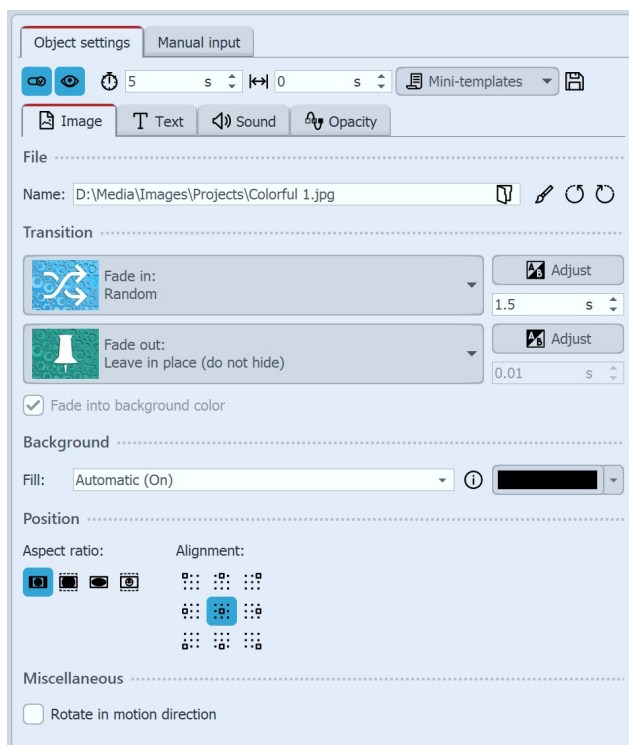 Object settings Manual input
5 s 0 s Mini-templates
Image Text Sound Opacity
File
Name: D:\Media\Images\Projects\Colorful 1.jpg
Transition
Fade in:
Random
Adjust
1.5 s
Fade out:
Leave in place (do not hide)
Adjust
0.01 s
Fade into background color
Background
Fill: Automatic (On)
Position
Aspect ratio: Alignment:
Miscellaneous
Rotate in motion direction